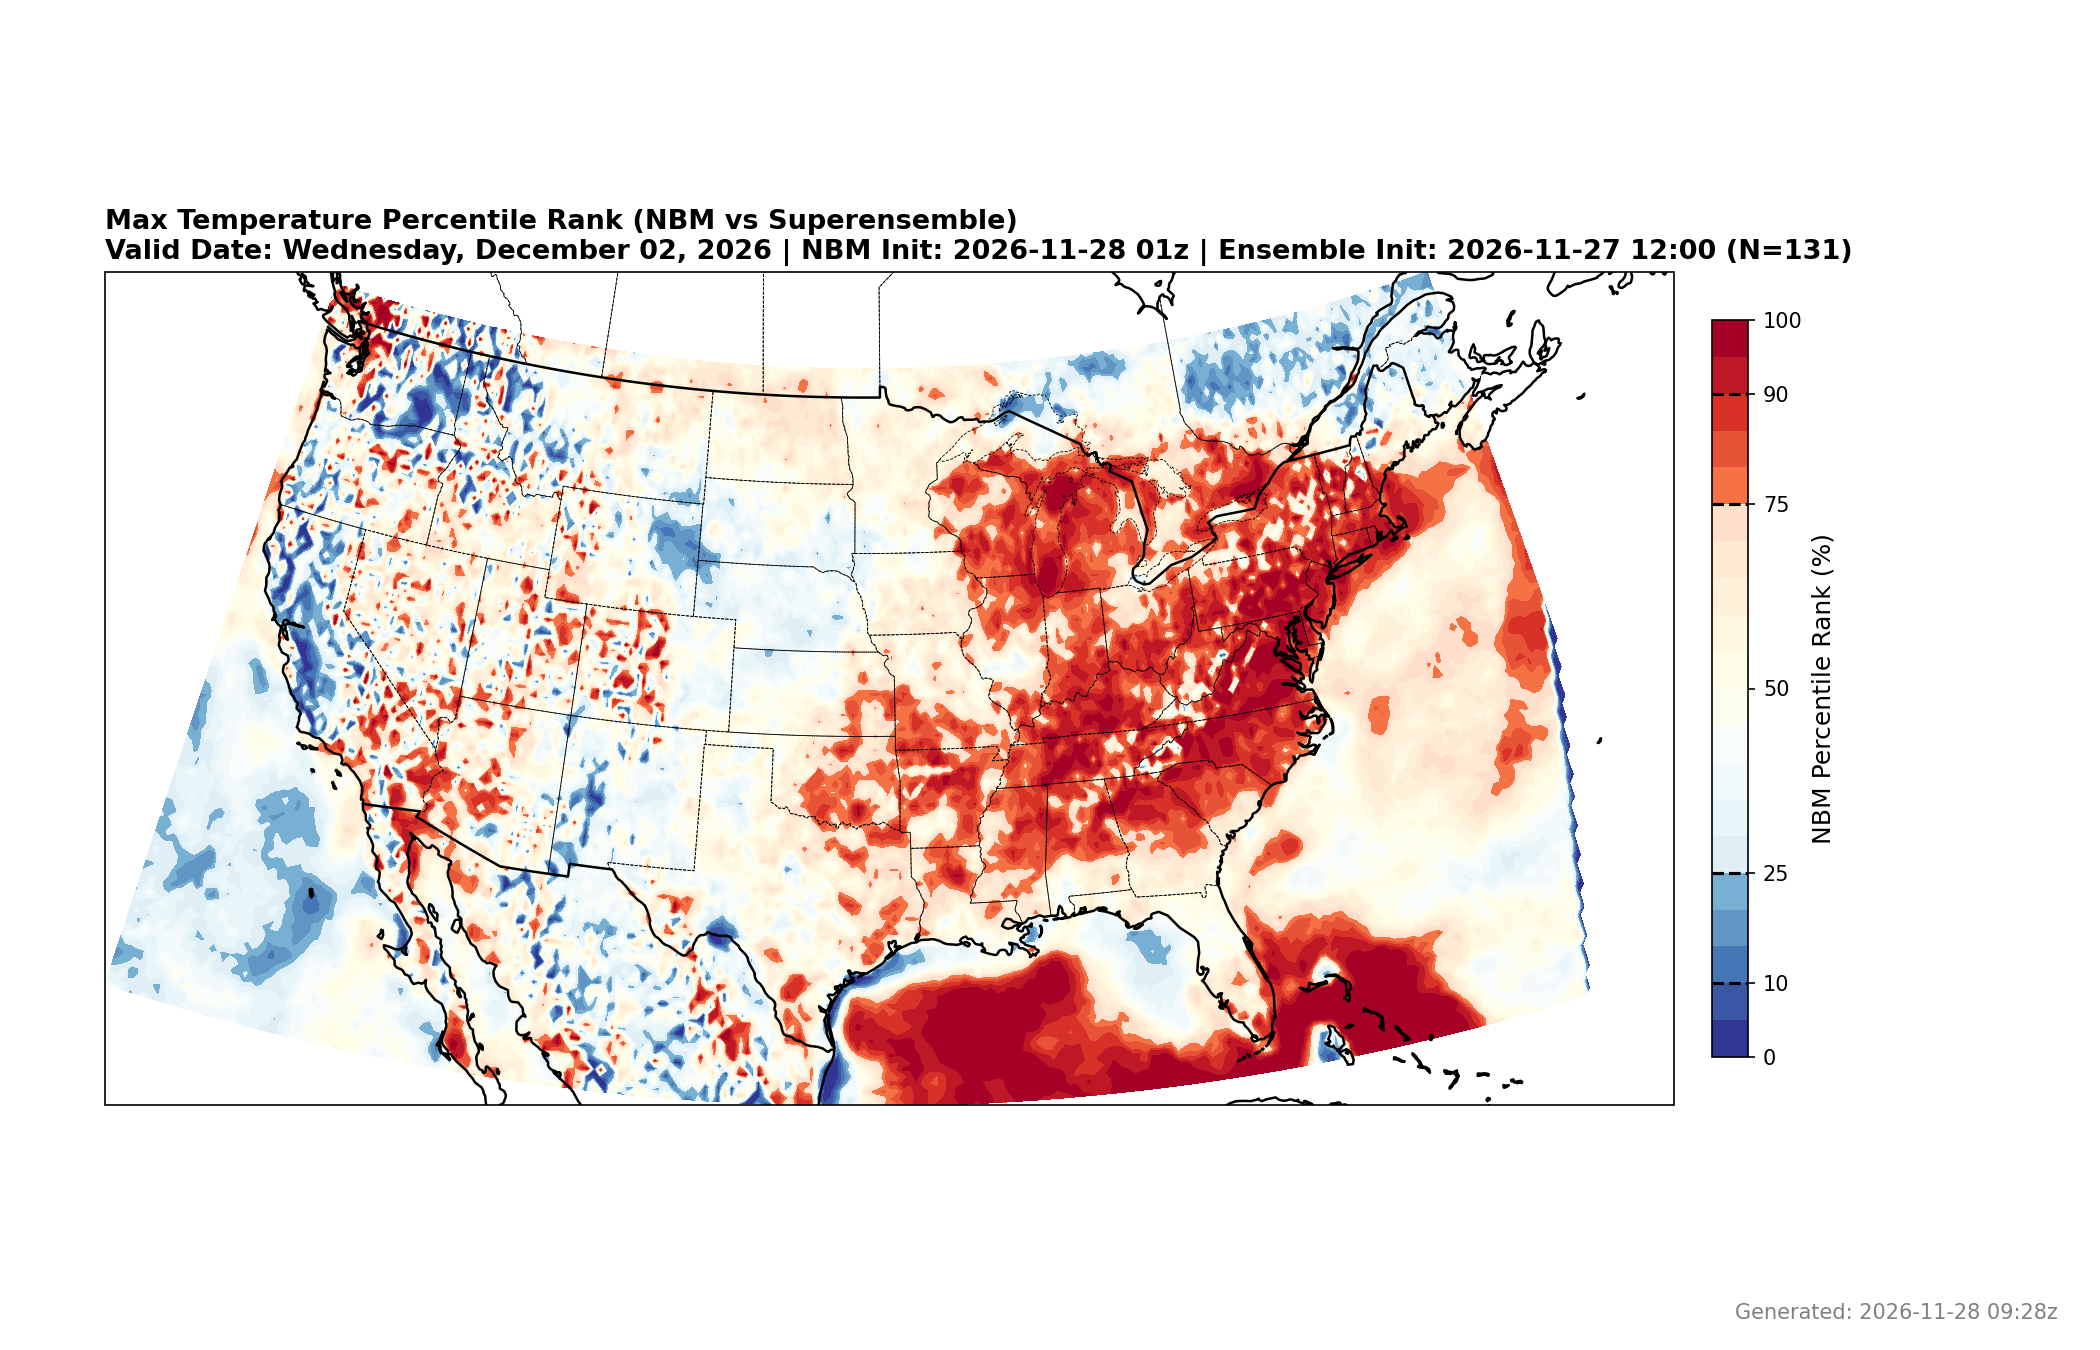 Max Temperature Percentile Rank (NBM vs Superensemble)
Valid Date: Wednesday, December 02, 2026 | NBM Init: 2026-11-28 01z | Ensemble Init: 2026-11-27 12:00 (N=131)
100
90
75
50
25
10
0
NBM Percentile Rank (%)
Generated: 2026-11-28 09:28z